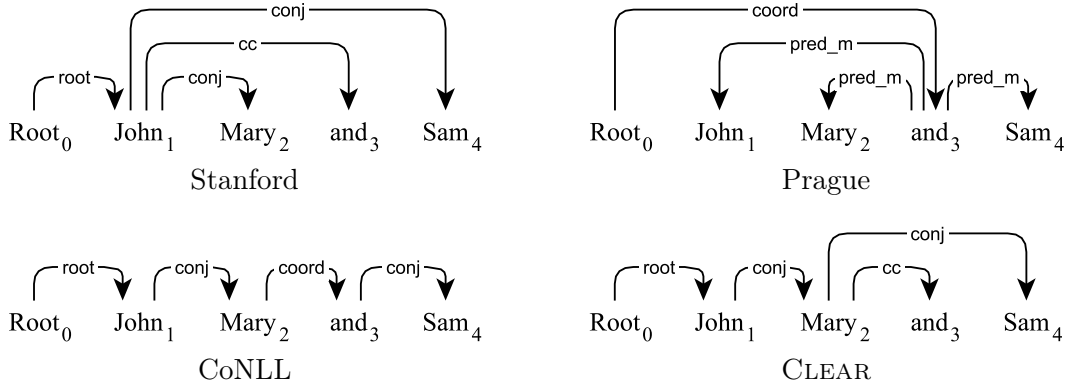 conj
cc
root conj
Root0 John1 Mary2 and3 Sam4
Stanford
coord
pred_m
pred_m pred_m
Root0 John1 Mary2 and3 Sam4
Prague
root conj coord conj
Root0 John1 Mary2 and3 Sam4
CoNLL
conj
root conj cc
Root0 John1 Mary2 and3 Sam4
CLEAR